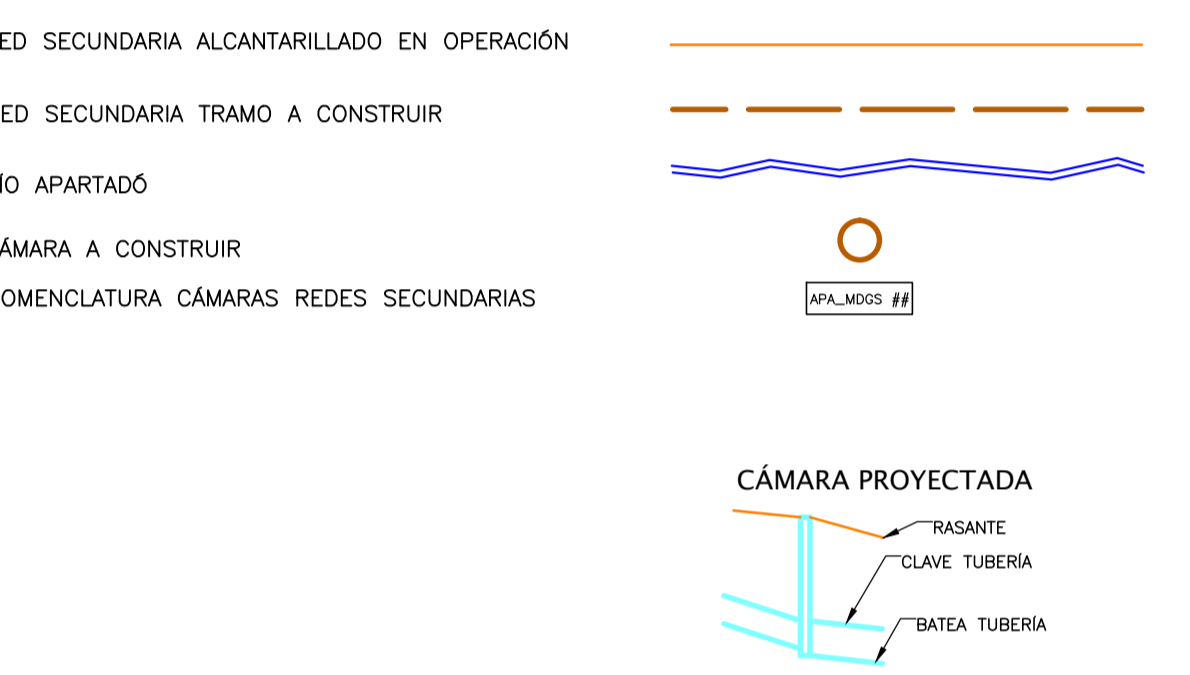 ED SECUNDARIA ALCANTARILLADO EN OPERACIÓN
ED SECUNDARIA TRAMO A CONSTRUIR
ÍO APARTADÓ
ÁMARA A CONSTRUIR
OMENCLATURA CÁMARAS REDES SECUNDARIAS
APA_MDGS ##
CÁMARA PROYECTADA
RASANTE
CLAVE TUBERÍA
BATEA TUBERÍA